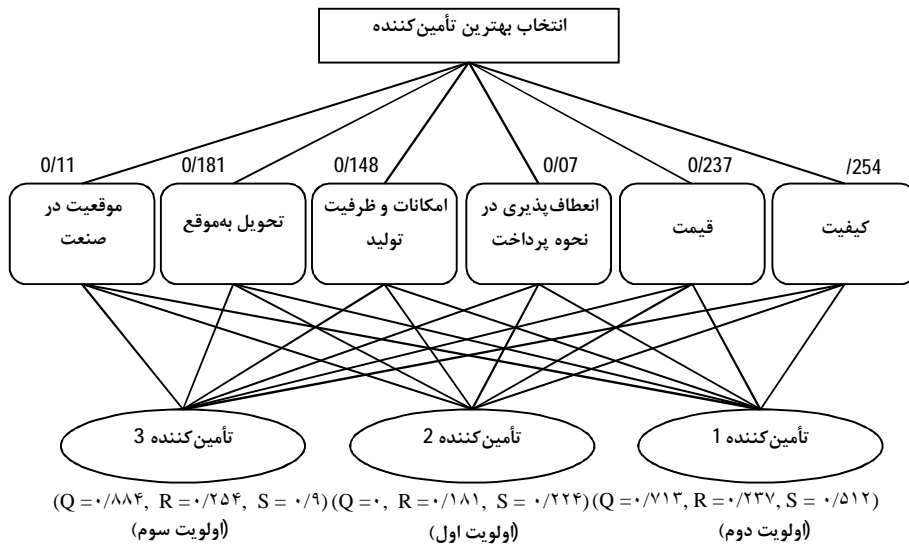 انتخاب بهترین تأمین‌کننده
/254
0/237
0/07
0/148
0/181
0/11
کیفیت
قیمت
انعطاف‌پذیری در
نحوه پرداخت
امکانات و ظرفیت
تولید
تحویل به‌موقع
موقعیت در
صنعت
تأمین‌کننده 1
تأمین‌کننده 2
تأمین‌کننده 3
(Q =۰/۷۱۳, R =۰/۲۳۷, S = ۰/۵۱۲)
(اولویت دوم)
(Q =۰, R =۰/۱۸۱, S = ۰/۲۲۴)
(اولویت اول)
(Q =۰/۸۸۴, R =۰/۲۵۴, S = ۰/۹)
(اولویت سوم)